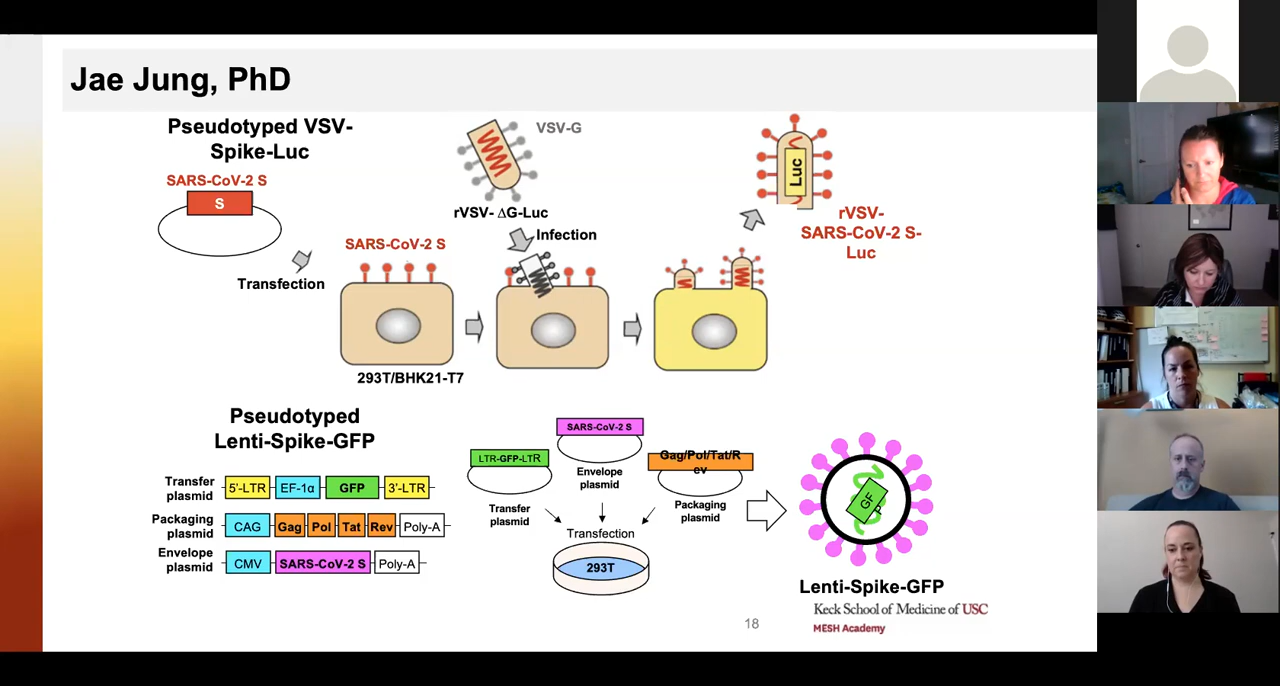 Jae Jung, PhD
Pseudotyped VSV-
Spike-Luc
SARS-CoV-2 S
S
Transfection
VSV-G
rVSV- ΔG-Luc
Infection
SARS-CoV-2 S
293T/BHK21-T7
Luc
rVSV-
SARS-CoV-2 S-
Luc
Pseudotyped
Lenti-Spike-GFP
Transfer
plasmid
5'-LTR EF-1α GFP 3'-LTR
Packaging
plasmid
CAG Gag Pol Tat Rev Poly-A
Envelope
plasmid
CMV SARS-CoV-2 S Poly-A
LTR-GFP-LTR
Transfer
plasmid
SARS-CoV-2 S
Envelope
plasmid
Gag/Pol/Tat/R
ev
Packaging
plasmid
Transfection
293T
GF
P
Lenti-Spike-GFP
Keck School of Medicine of USC
MESH Academy
18